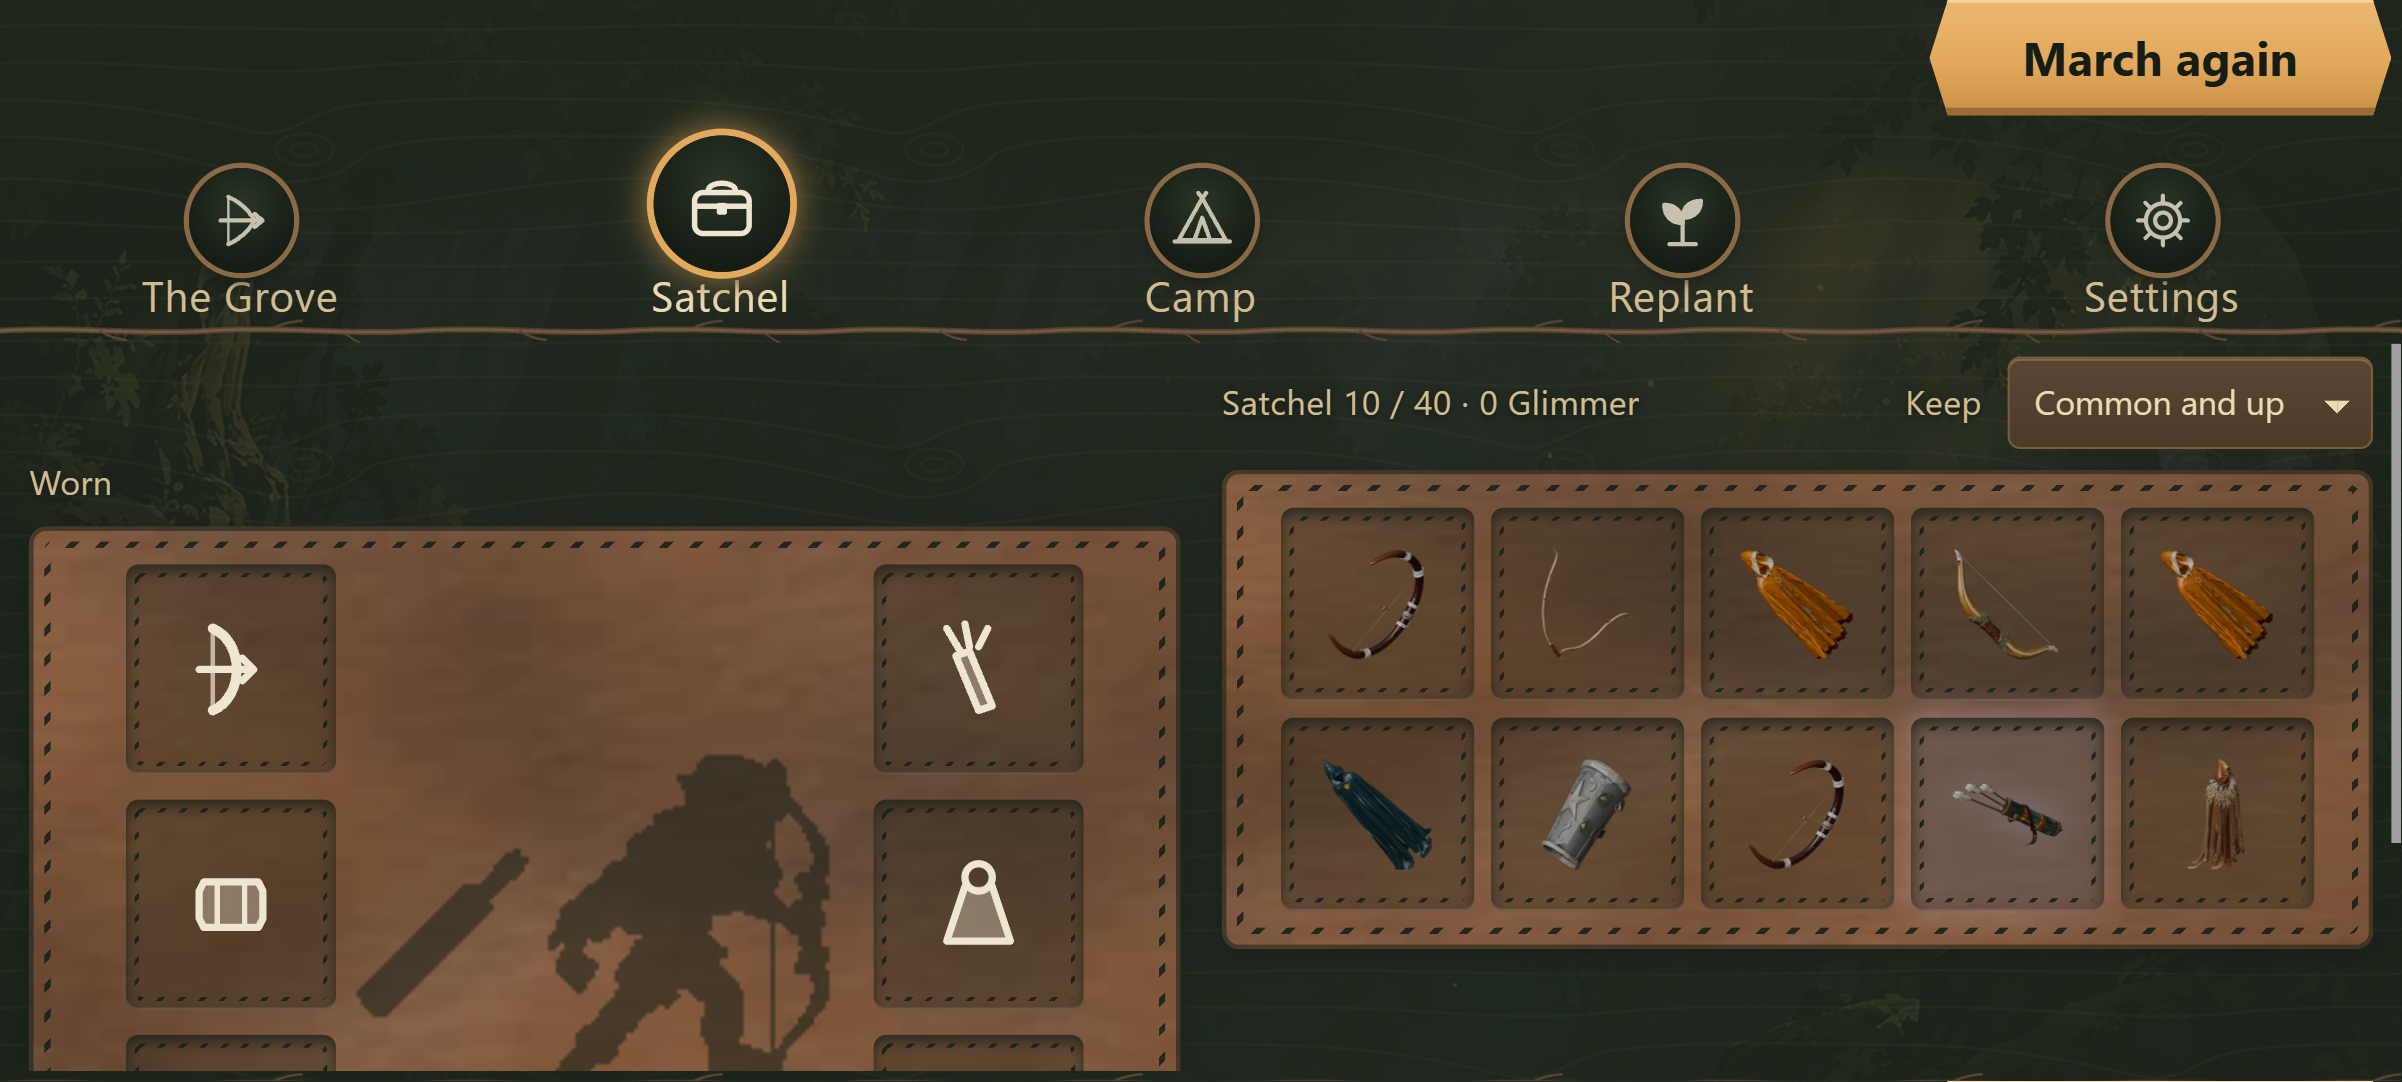 March again
The Grove
Satchel
Camp
Replant
Settings
Satchel 10 / 40 · 0 Glimmer
Keep
Common and up
Worn